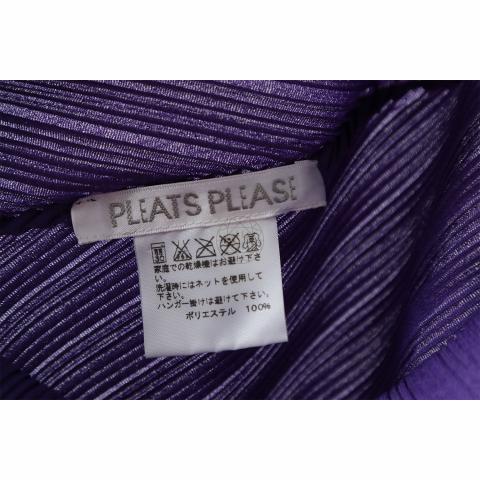 PLEATS PLEASE
家庭での乾燥機はお避け下さい
洗濯時にはネットを使用して
下さい。
ハンガー掛けは避けて下さい。
ポリエステル 100%